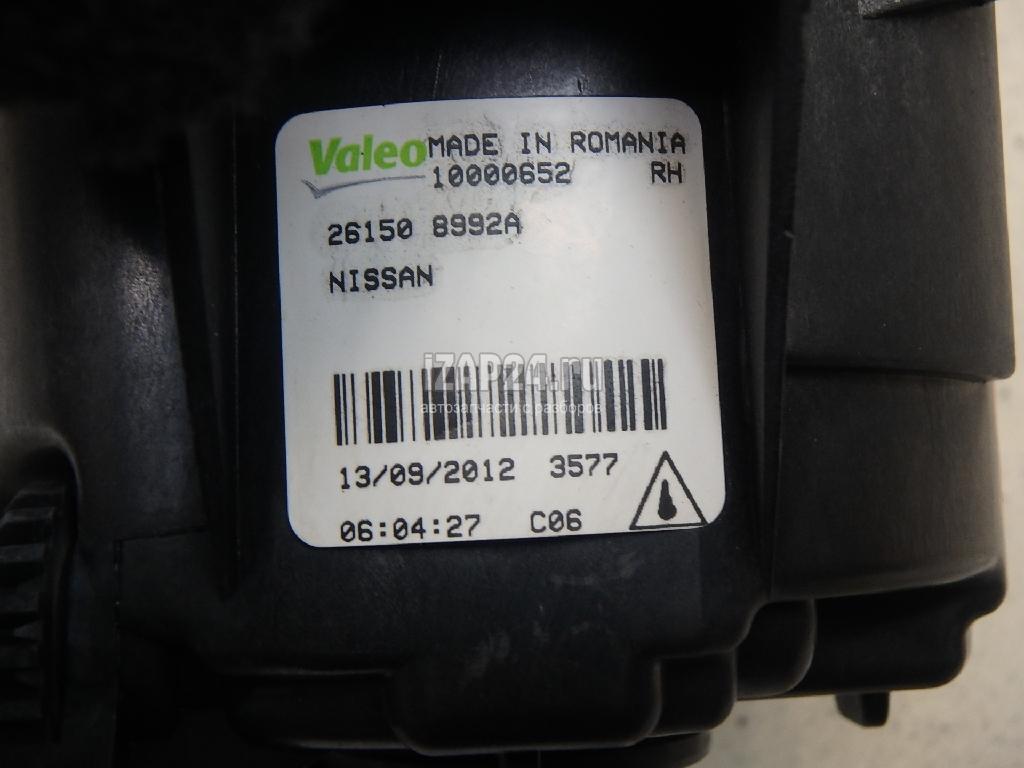 Valeo MADE IN ROMANIA
10000652 RH
26150 8992A
NISSAN
iZAP24.ru
автозапчасти с разборов
13/09/2012 3577
06:04:27 C06